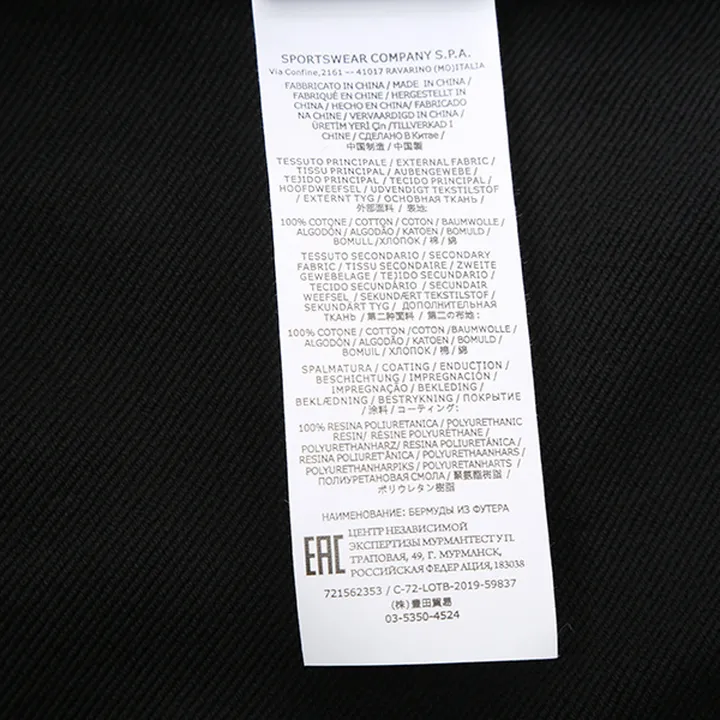 SPORTSWEAR COMPANY S.P.A.
Via Confine,2161 -- 41017 RAVARINO (MO)ITALIA
FABBRICATO IN CHINA / MADE IN CHINA /
FABRIQUÉ EN CHINE / HERGESTELLT IN
CHINA / HECHO EN CHINA / FABRICADO
NA CHINE / VERVAARDIGD IN CHINA /
ÜRETİM YERİ Çin /TILLVERKAD 1
CHINE / СДЕЛАНО В Китае /
中国制造 / 中国製
TESSUTO PRINCIPALE / EXTERNAL FABRIC /
TISSU PRINCIPAL / AUßENGEWEBE /
TEJIDO PRINCIPAL / TECIDO PRINCIPAL /
HOOFDWEEFSEL / UDVENDIGT TEKSTILSTOF
/ EXTERNT TYG / ОСНОВНАЯ ТКАНЬ /
外部面料 / 表地:
100% COTONE / COTTON / COTON / BAUMWOLLE /
ALGODÓN / ALGODÃO / KATOEN / BOMULD /
BOMULL /ХЛОПОК / 棉 / 綿
TESSUTO SECONDARIO / SECONDARY
FABRIC / TISSU SECONDAIRE / ZWEITE
GEWEBELAGE / TEJIDO SECUNDARIO /
TECIDO SECUNDÁRIO / SECUNDAIR
WEEFSEL / SEKUNDÆRT TEKSTILSTOF /
SEKUNDÄRT TYG / ДОПОЛНИТЕЛЬНАЯ
ТКАНЬ / 第二种面料 / 第二の布地:
100% COTONE / COTTON /COTON /BAUMWOLLE /
ALGODÓN / ALGODÃO / KATOEN / BOMULD /
BOMUIL / ХЛОПОК / 棉/ 綿
SPALMATURA / COATING / ENDUCTION /
BESCHICHTUNG / IMPREGNACIÓN /
IMPREGNAÇÃO / BEKLEDING /
BEKLÆDNING / BESTRYKNING / ПОКРЫТИЕ
/ 涂料 / コーティング:
100% RESINA POLIURETANICA / POLYURETHANIC
RESIN/ RÉSINE POLYURÉTHANE /
POLYURETHANHARZ/ RESINA POLIURETÁNICA /
RESINA POLIURET'ÂNICA / POLYURETHAANHARS /
POLYURETHANHARPIKS / POLYURETANHARTS /
ПОЛИУРЕТАНОВАЯ СМОЛА / 聚氨酯树脂 /
ポリウレタン樹脂
НАИМЕНОВАНИЕ: БЕРМУДЫ ИЗ ФУТЕРА
EAC
ЦЕНТР НЕЗАВИСИМОЙ
ЭКСПЕРТИЗЫ МУРМАНТЕСТ УЛ.
ТРАПОВАЯ, 49, Г. МУРМАНСК,
РОССИЙСКАЯ ФЕДЕРАЦИЯ, 183038
721562353 / C-72-LOTB-2019-59837
(株) 豊田貿易
03-5350-4524